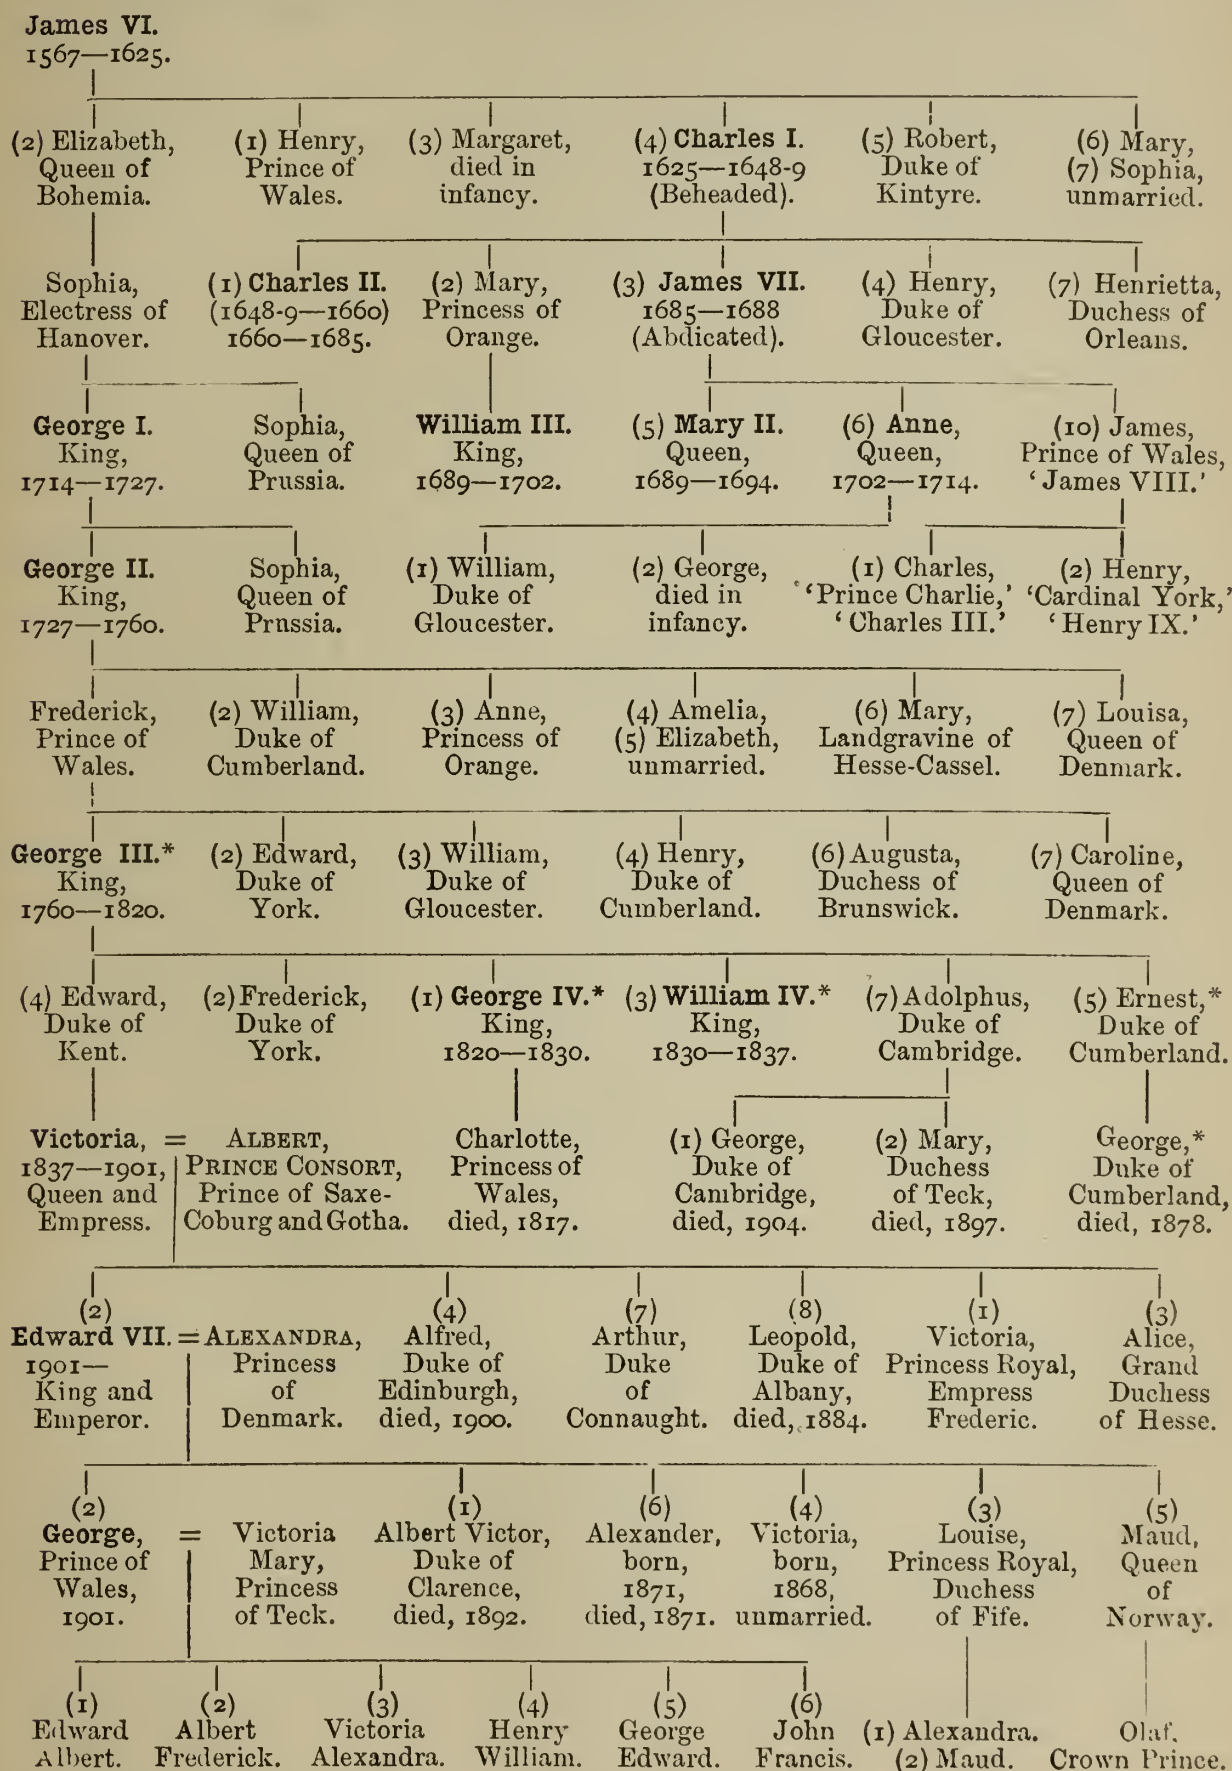 James VI.
1567—1625.
(2) Elizabeth, (1) Henry, (3) Margaret, (4) Charles I. (5) Robert, (6) Mary,
Queen of Prince of died in 1625—1648-9 Duke of (7) Sophia,
Bohemia. Wales. infancy. (Beheaded). Kintyre. unmarried.
Sophia, (1) Charles II. (2) Mary, (3) James VII. (4) Henry, (7) Henrietta,
Electress of (1648-9—1660) Princess of 1685—1688 Duke of Duchess of
Hanover. 1660—1685. Orange. (Abdicated). Gloucester. Orleans.
George I. Sophia, William III. (5) Mary II. (6) Anne, (10) James,
King, Queen of King, Queen, Queen, Prince of Wales,
1714—1727. Prussia. 1689—1702. 1689—1694. 1702—1714. 'James VIII.'
George II. Sophia, (1) William, (2) George, (1) Charles, (2) Henry,
King, Queen of Duke of died in 'Prince Charlie,' 'Cardinal York,'
1727—1760. Prussia. Gloucester. infancy. 'Charles III.' 'Henry IX.'
Frederick, (2) William, (3) Anne, (4) Amelia, (6) Mary, (7) Louisa,
Prince of Duke of Princess of (5) Elizabeth, Landgravine of Queen of
Wales. Cumberland. Orange. unmarried. Hesse-Cassel. Denmark.
George III.* (2) Edward, (3) William, (4) Henry, (6) Augusta, (7) Caroline,
King, Duke of Duke of Duke of Duchess of Queen of
1760—1820. York. Gloucester. Cumberland. Brunswick. Denmark.
(4) Edward, (2) Frederick, (1) George IV.* (3) William IV.* (7) Adolphus, (5) Ernest,*
Duke of Duke of King, King, Duke of Duke of
Kent. York. 1820—1830. 1830—1837. Cambridge. Cumberland.
Victoria, = ALBERT, Charlotte, (1) George, (2) Mary, George,*
1837—1901, PRINCE CONSORT, Princess of Duke of Duchess Duke of
Queen and Prince of Saxe- Wales, Cambridge, of Teck, Cumberland,
Empress. Coburg and Gotha. died, 1817. died, 1904. died, 1897. died, 1878.
(2) (4) (7) (8) (1) (3)
Edward VII. = ALEXANDRA, Alfred, Arthur, Leopold, Victoria, Alice,
1901— Princess Duke of Duke Duke of Princess Royal, Grand
King and of Edinburgh, of Albany, Empress Duchess
Emperor. Denmark. died, 1900. Connaught. died, 1884. Frederic. of Hesse.
(2) (1) (6) (4) (3) (5)
George, = Victoria Albert Victor, Alexander, Victoria, Louise, Maud,
Prince of Mary, Duke of born, born, Princess Royal, Queen
Wales, Princess Clarence, 1871, 1868, Duchess of
1901. of Teck. died, 1892. died, 1871. unmarried. of Fife. Norway.
(1) (2) (3) (4) (5) (6)
Edward Albert Victoria Henry George John (1) Alexandra. Olaf,
Albert. Frederick. Alexandra. William. Edward. Francis. (2) Maud. Crown Prince.